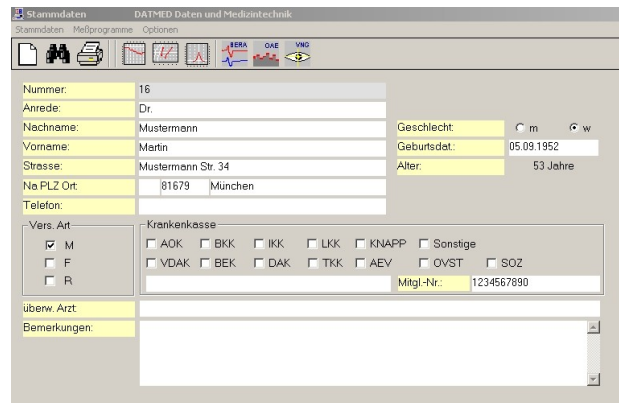 Stammdaten DATMED Daten und Medizintechnik
Stammdaten Meßprogramme Optionen
BERA OAE VNG
Nummer: 16
Anrede: Dr.
Nachname: Mustermann Geschlecht: m w
Vorname: Martin Geburtsdat.: 05.09.1952
Strasse: Mustermann Str. 34 Alter: 53 Jahre
Na PLZ Ort: 81679 München
Telefon:
Vers. Art Krankenkasse
M AOK BKK IKK LKK KNAPP Sonstige
F VDAK BEK DAK TKK AEV OVST SOZ
R Mitgl.-Nr.: 1234567890
überw. Arzt:
Bemerkungen: